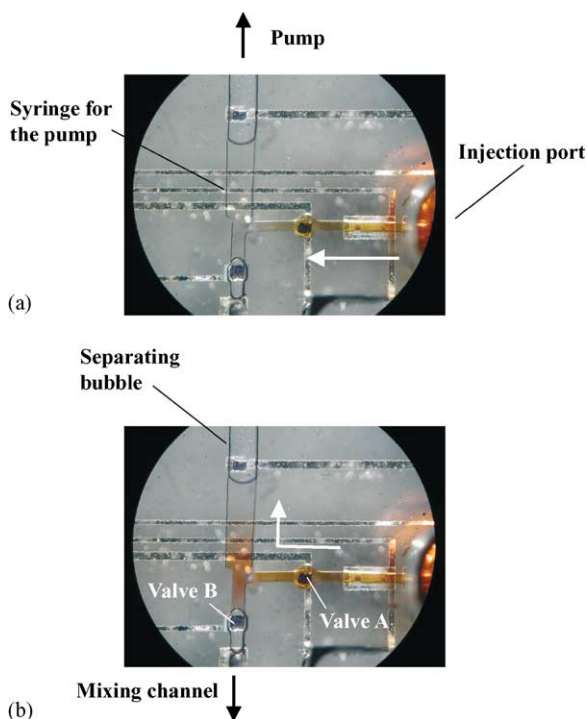 Pump
Syringe for
the pump
Injection port
(a)
Separating
bubble
Valve B
Valve A
Mixing channel
(b)